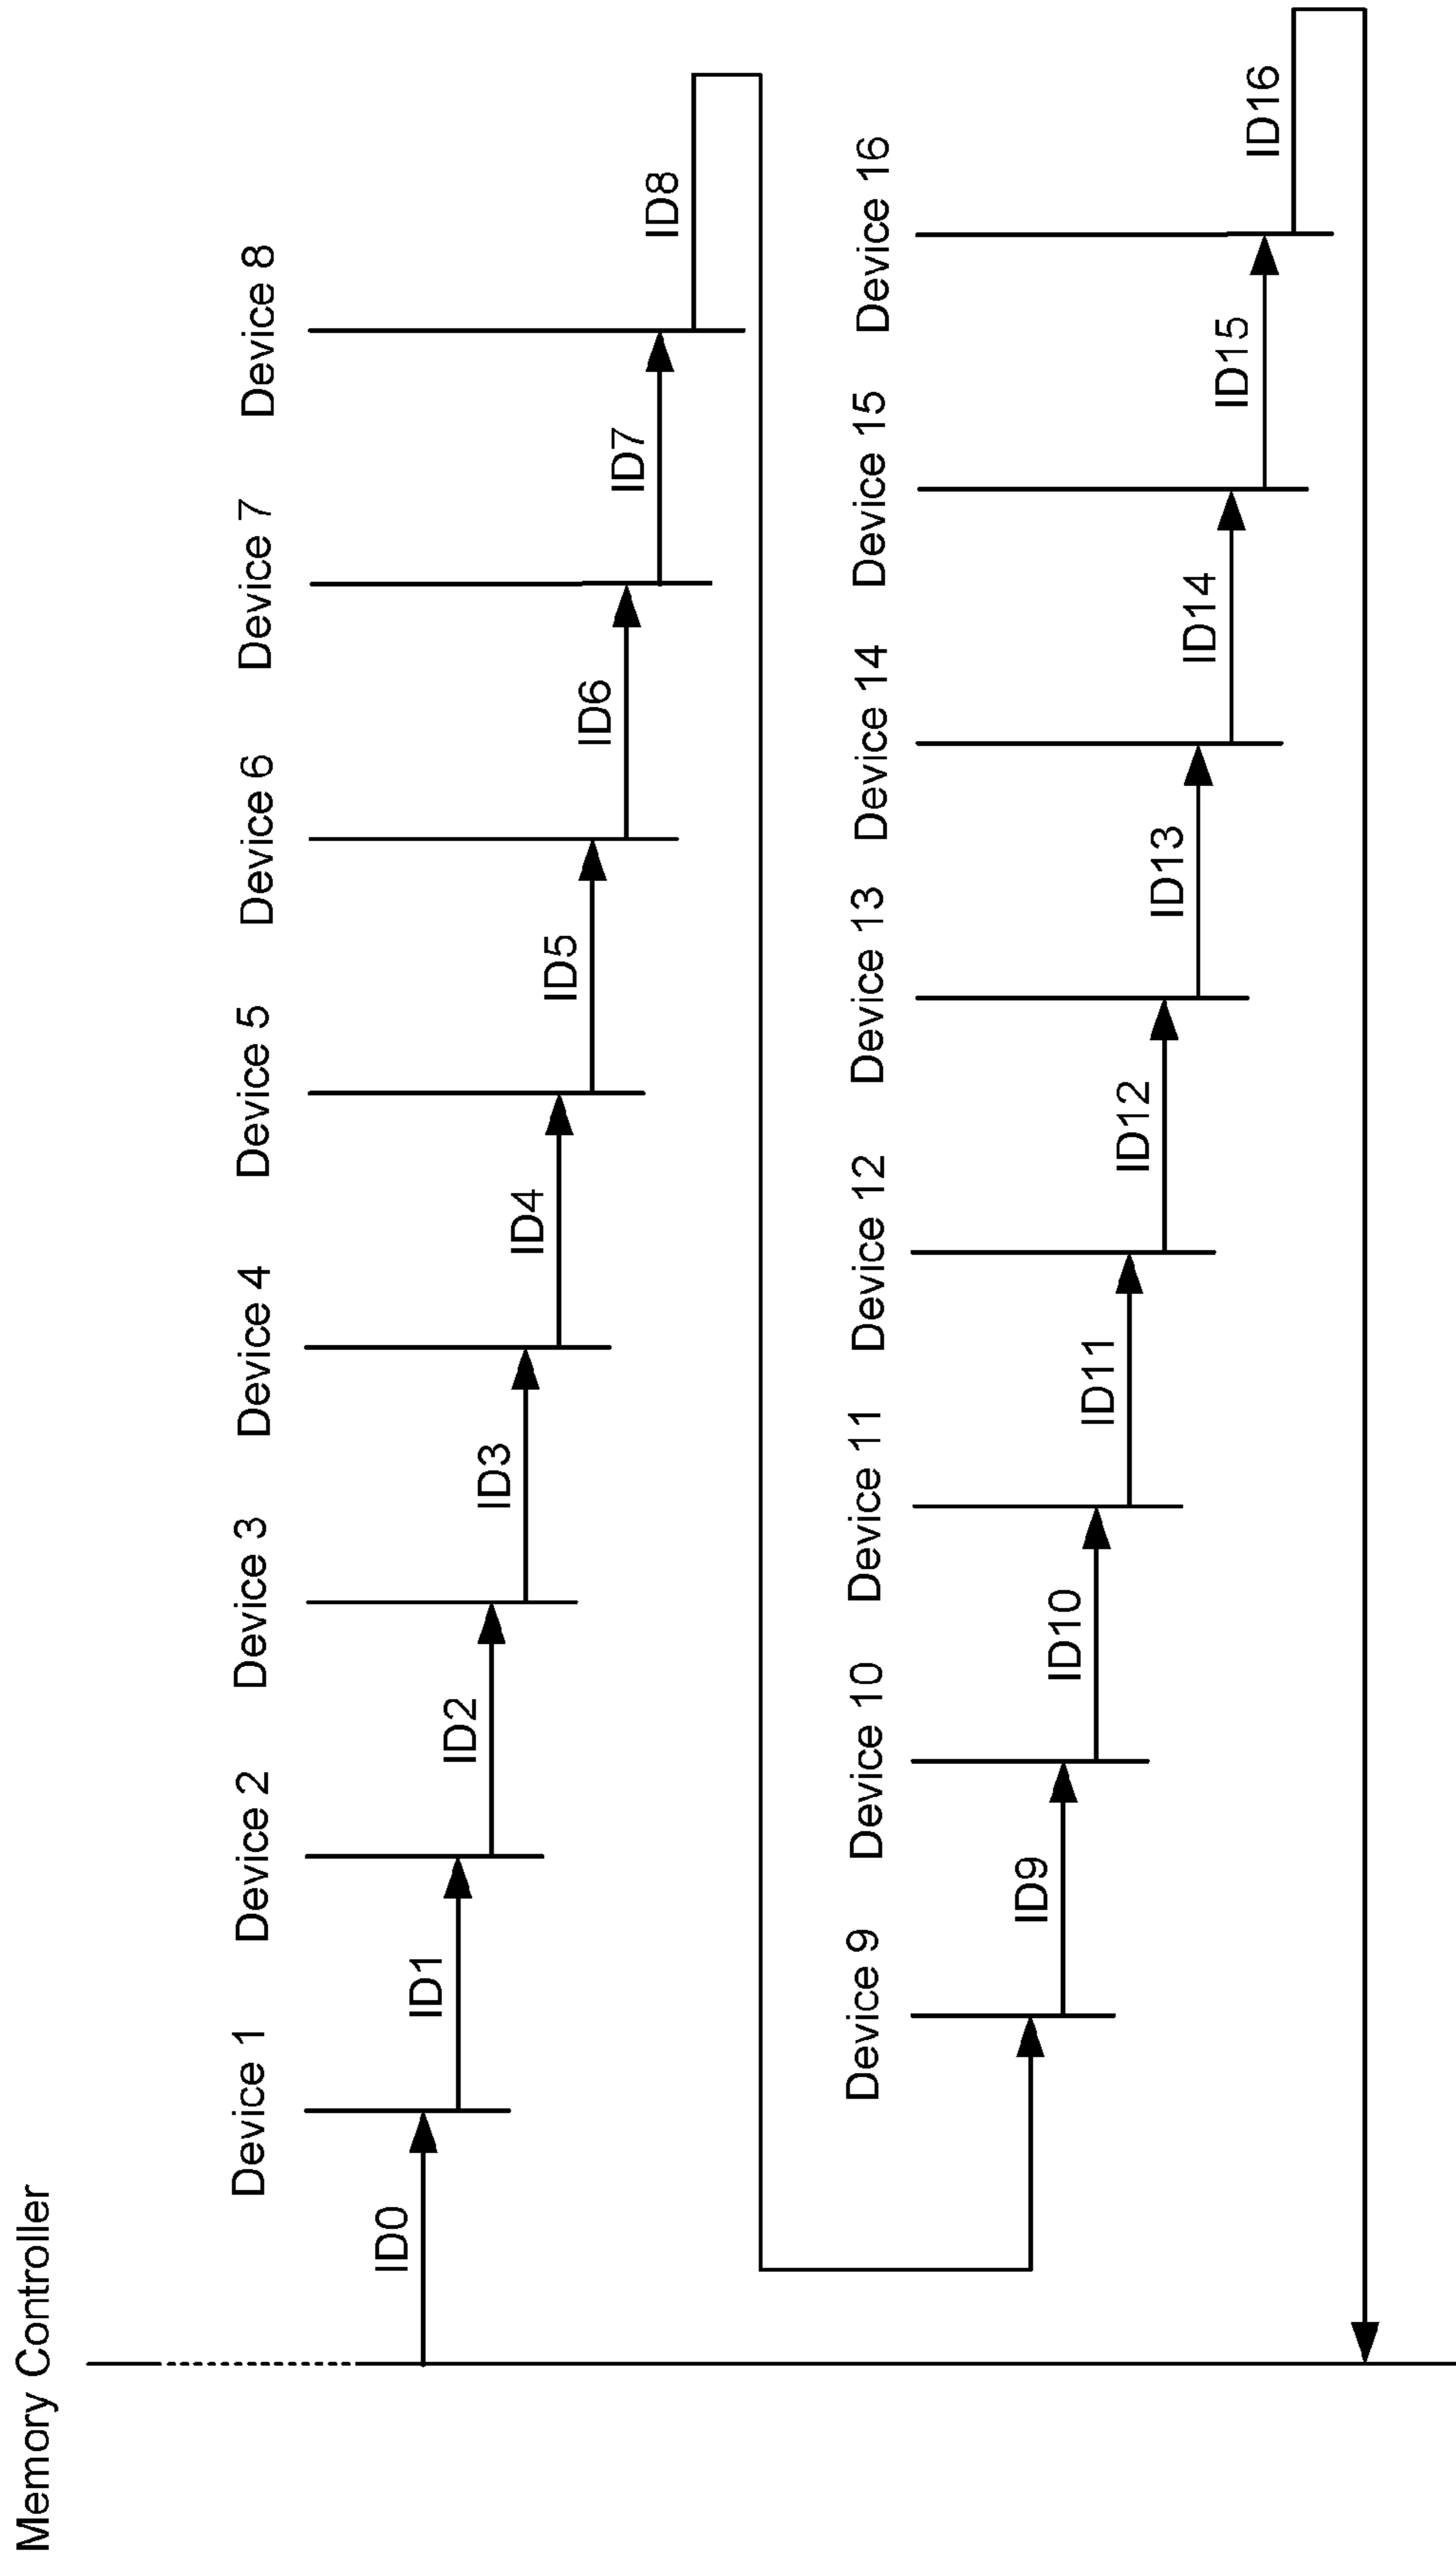 Memory Controller
Device 1
Device 2
Device 3
Device 4
Device 5
Device 6
Device 7
Device 8
ID0
ID1
ID2
ID3
ID4
ID5
ID6
ID7
ID8
Device 9
Device 10
Device 11
Device 12
Device 13
Device 14
Device 15
Device 16
ID9
ID10
ID11
ID12
ID13
ID14
ID15
ID16